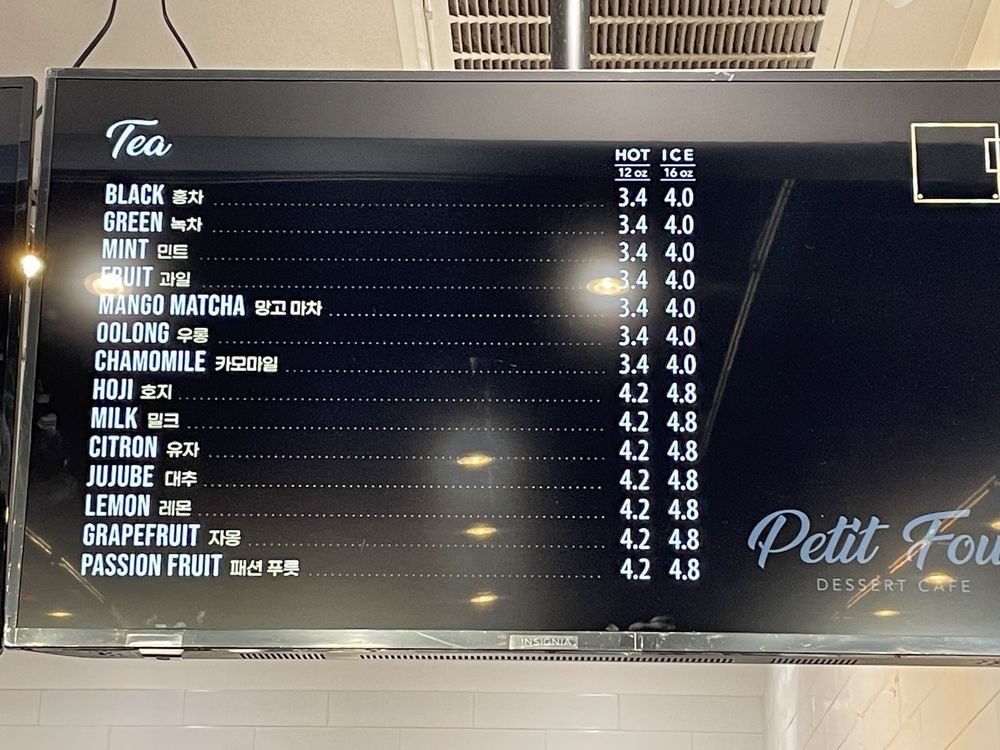 Tea
HOT ICE
12 oz 16 oz
BLACK 홍차 3.4 4.0
GREEN 녹차 3.4 4.0
MINT 민트 3.4 4.0
FRUIT 과일 3.4 4.0
MANGO MATCHA 망고 마차 3.4 4.0
OOLONG 우롱 3.4 4.0
CHAMOMILE 카모마일 3.4 4.0
HOJI 호지 4.2 4.8
MILK 밀크 4.2 4.8
CITRON 유자 4.2 4.8
JUJUBE 대추 4.2 4.8
LEMON 레몬 4.2 4.8
GRAPEFRUIT 자몽 4.2 4.8
PASSION FRUIT 패션 푸룻 4.2 4.8
Petit Fou
DESSERT CAFE
INSIGNIA